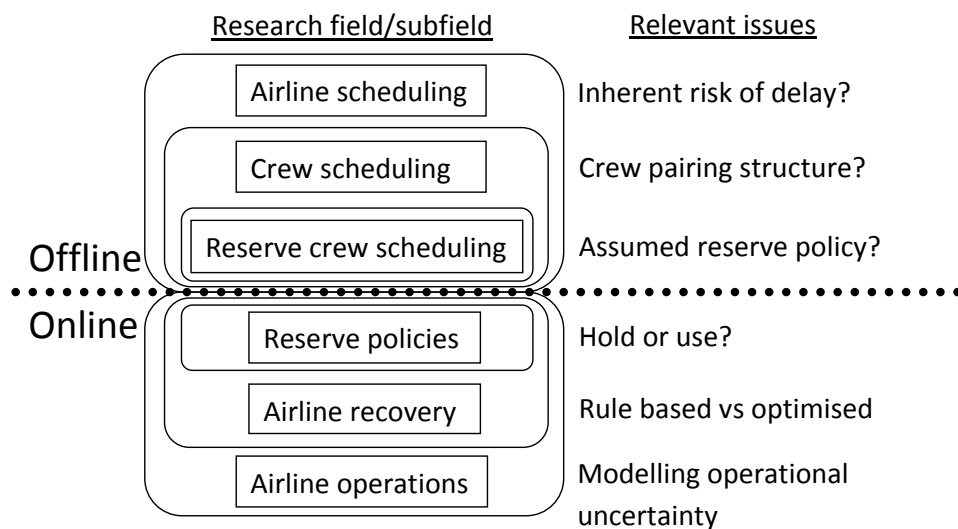 Research field/subfield
Relevant issues
Airline scheduling
Inherent risk of delay?
Crew scheduling
Crew pairing structure?
Reserve crew scheduling
Assumed reserve policy?
Offline
Online
Reserve policies
Hold or use?
Airline recovery
Rule based vs optimised
Airline operations
Modelling operational
uncertainty